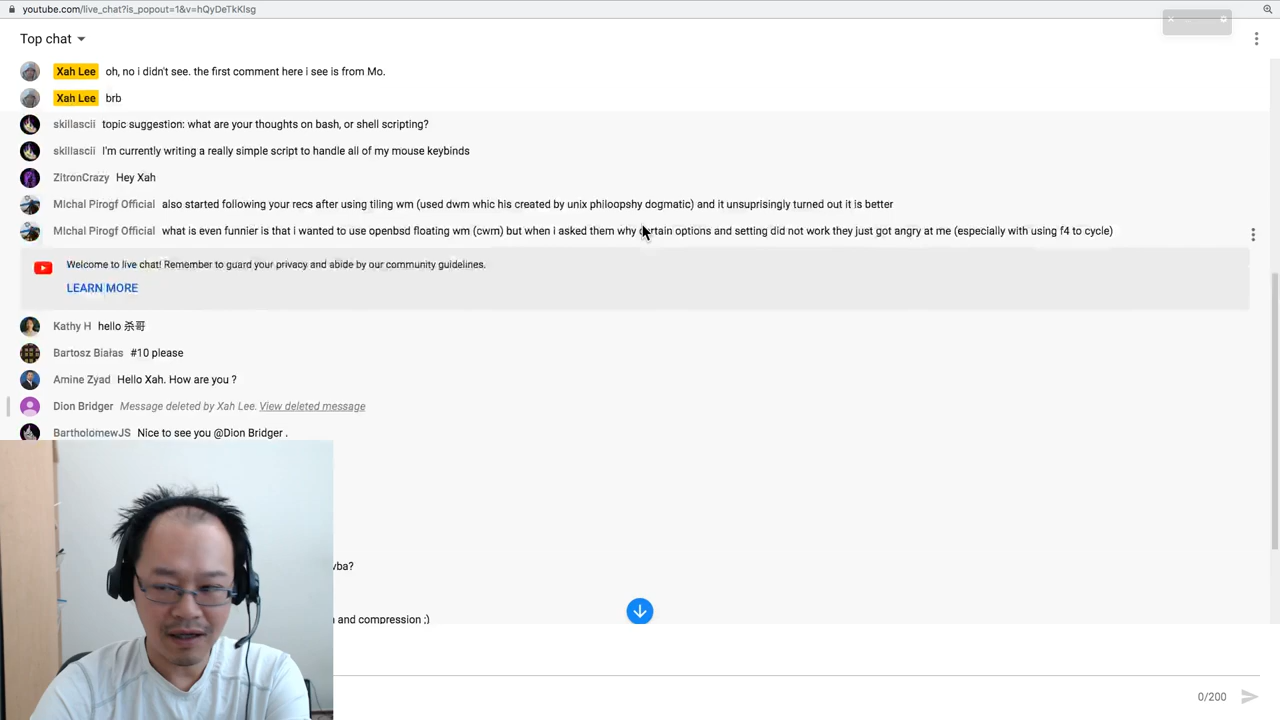 youtube.com/live_chat?is_popout=1&v=hQyDeTkKlsg
Top chat
Xah Lee oh, no i didn't see. the first comment here i see is from Mo.
Xah Lee brb
skillascii topic suggestion: what are your thoughts on bash, or shell scripting?
skillascii I'm currently writing a really simple script to handle all of my mouse keybinds
ZitronCrazy Hey Xah
MIchal Pirogf Official also started following your recs after using tiling wm (used dwm whic his created by unix philoopshy dogmatic) and it unsuprisingly turned out it is better
MIchal Pirogf Official what is even funnier is that i wanted to use openbsd floating wm (cwm) but when i asked them why certain options and setting did not work they just got angry at me (especially with using f4 to cycle)
Welcome to live chat! Remember to guard your privacy and abide by our community guidelines.
LEARN MORE
Kathy H hello 杀哥
Bartosz Białas #10 please
Amine Zyad Hello Xah. How are you ?
Dion Bridger Message deleted by Xah Lee. View deleted message
BartholomewJS Nice to see you @Dion Bridger .
vba?
and compression ;)
0/200